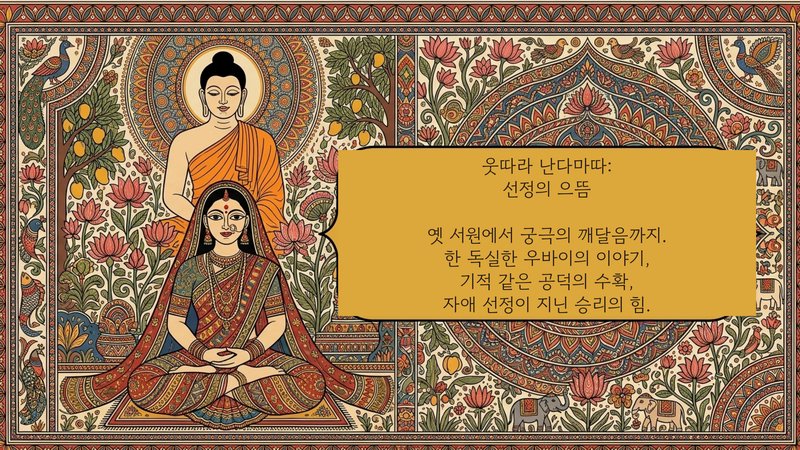 웃따라 난다마따:
선정의 으뜸
옛 서원에서 궁극의 깨달음까지.
한 독실한 우바이의 이야기,
기적 같은 공덕의 수확,
자애 선정이 지닌 승리의 힘.